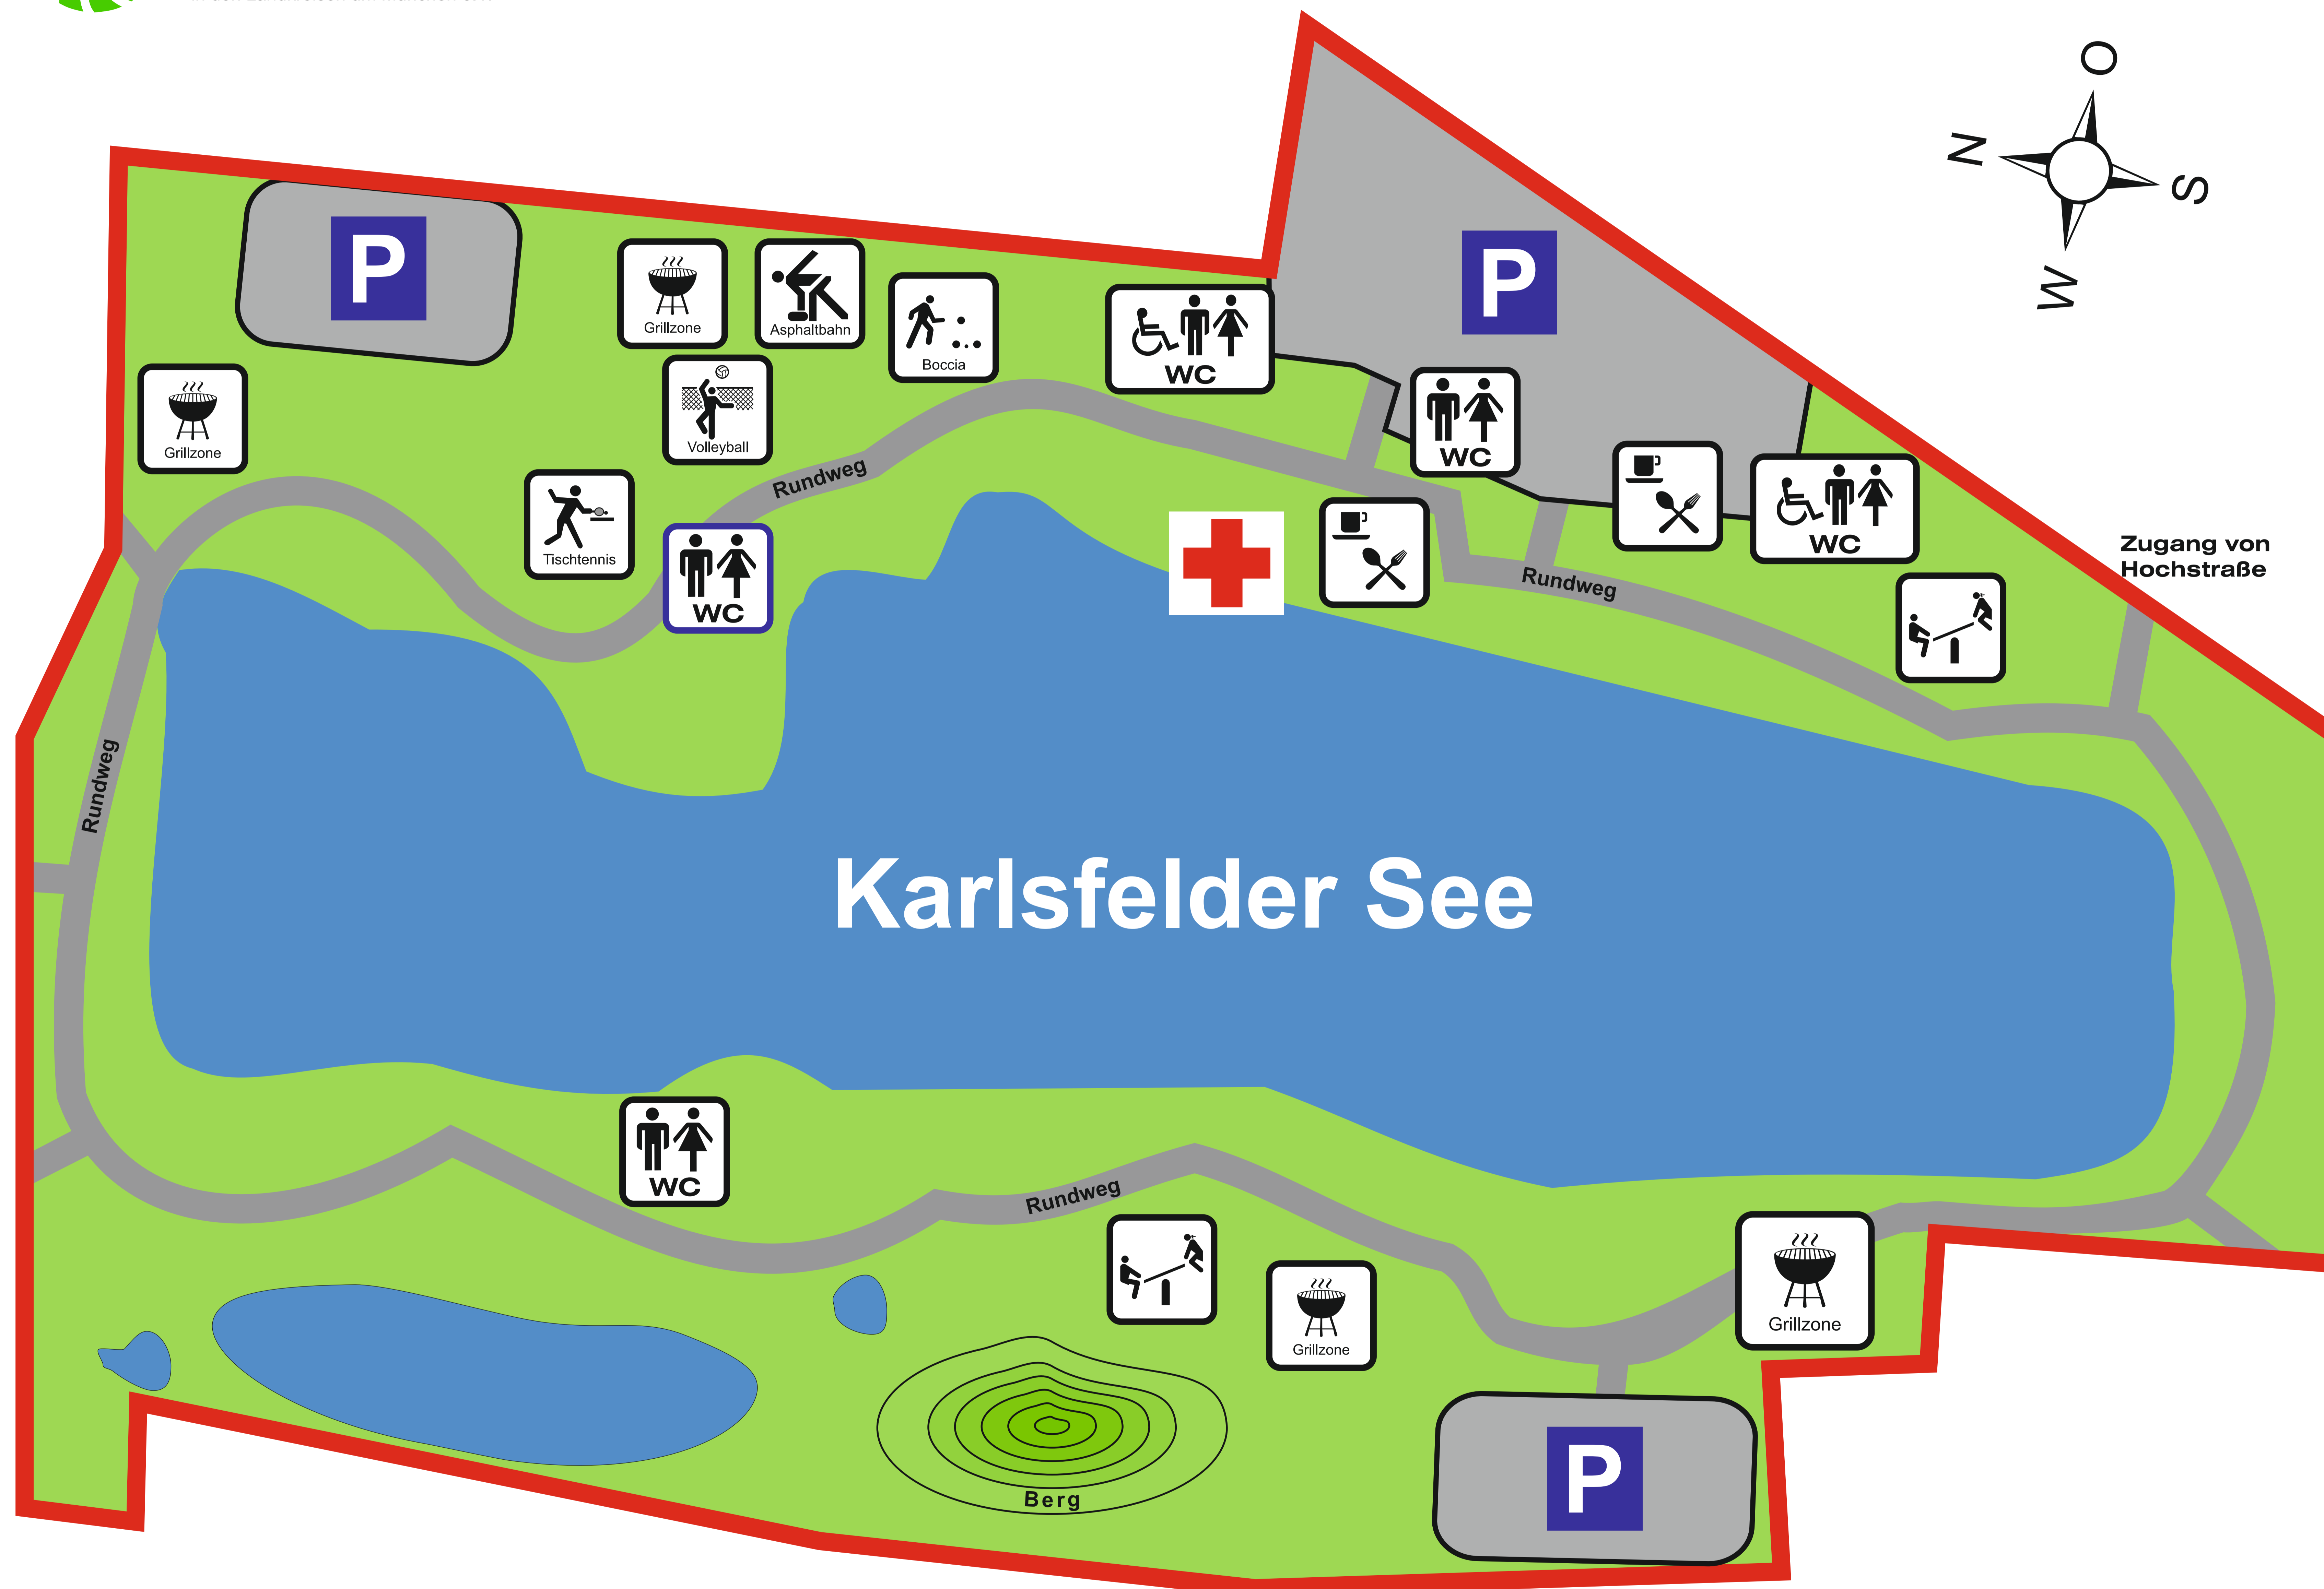 O
N
S
W
P
P
Grillzone
Asphaltbahn
Boccia
WC
Grillzone
Volleyball
WC
Rundweg
Tischtennis
WC
WC
Rundweg
Zugang von
Hochstraße
Rundweg
Karlsfelder See
WC
Rundweg
Grillzone
Grillzone
Berg
P